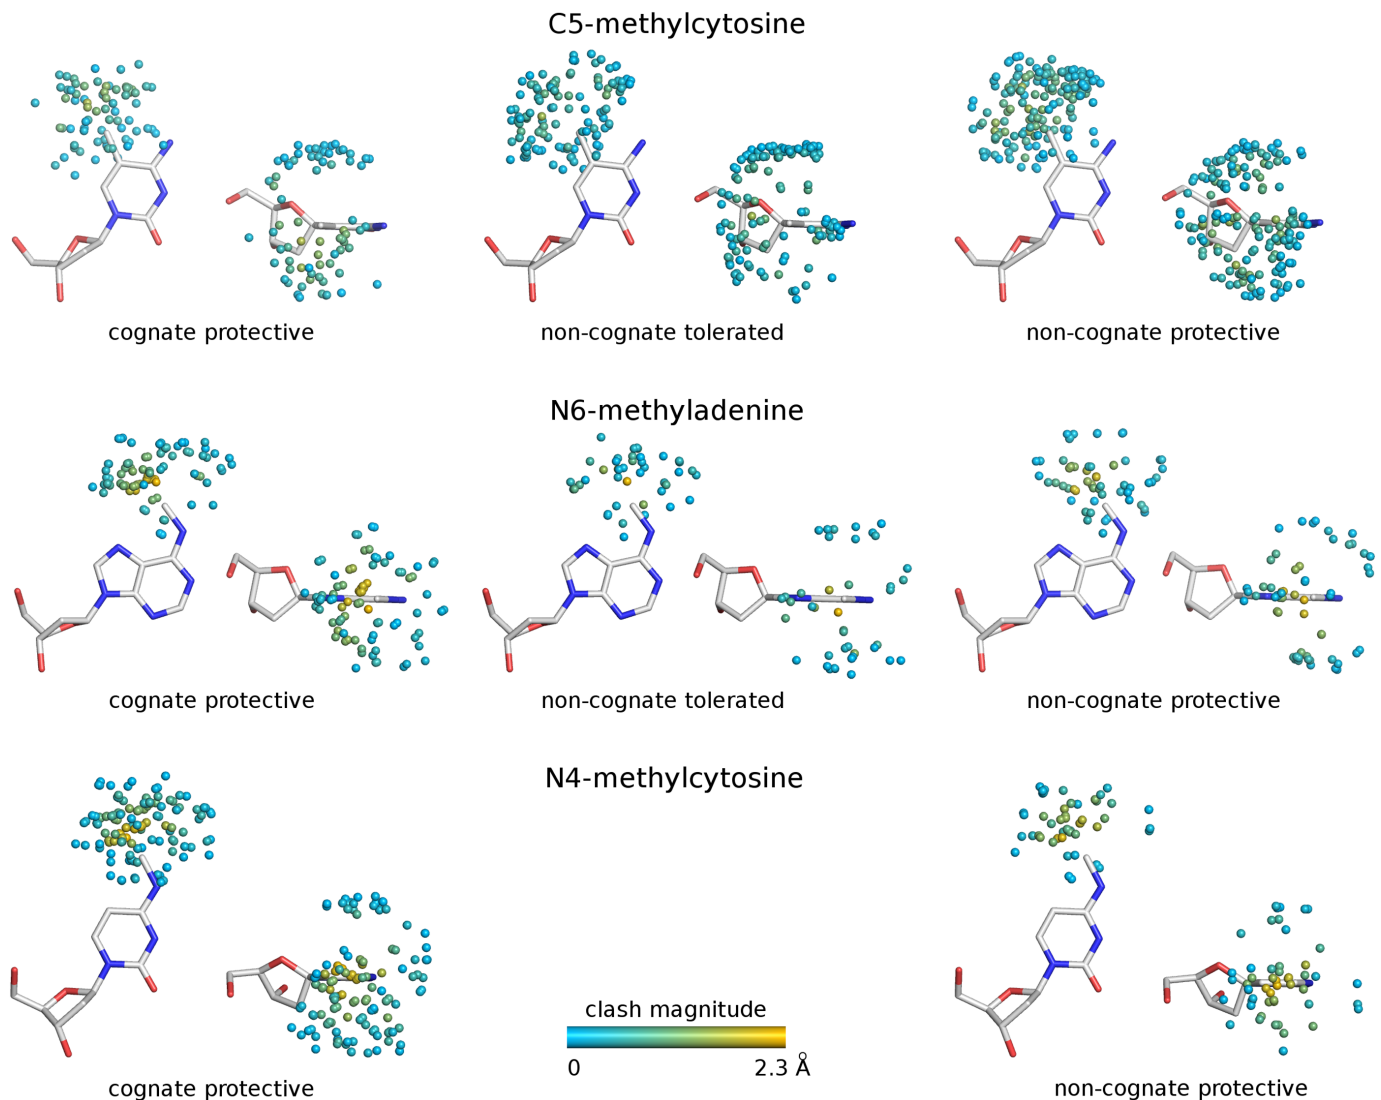 C5-methylcytosine
cognate protective
non-cognate tolerated
non-cognate protective
N6-methyladenine
cognate protective
non-cognate tolerated
non-cognate protective
N4-methylcytosine
clash magnitude
0
2.3 Å
cognate protective
non-cognate protective